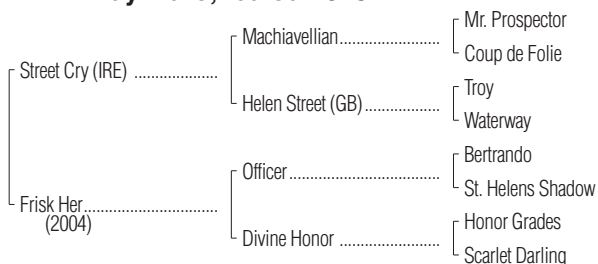 Mr. Prospector
Machiavellian
Coup de Folie
Street Cry (IRE)
Troy
Helen Street (GB)
Waterway
Bertrando
Officer
St. Helens Shadow
Frisk Her
(2004)
Honor Grades
Divine Honor
Scarlet Darling